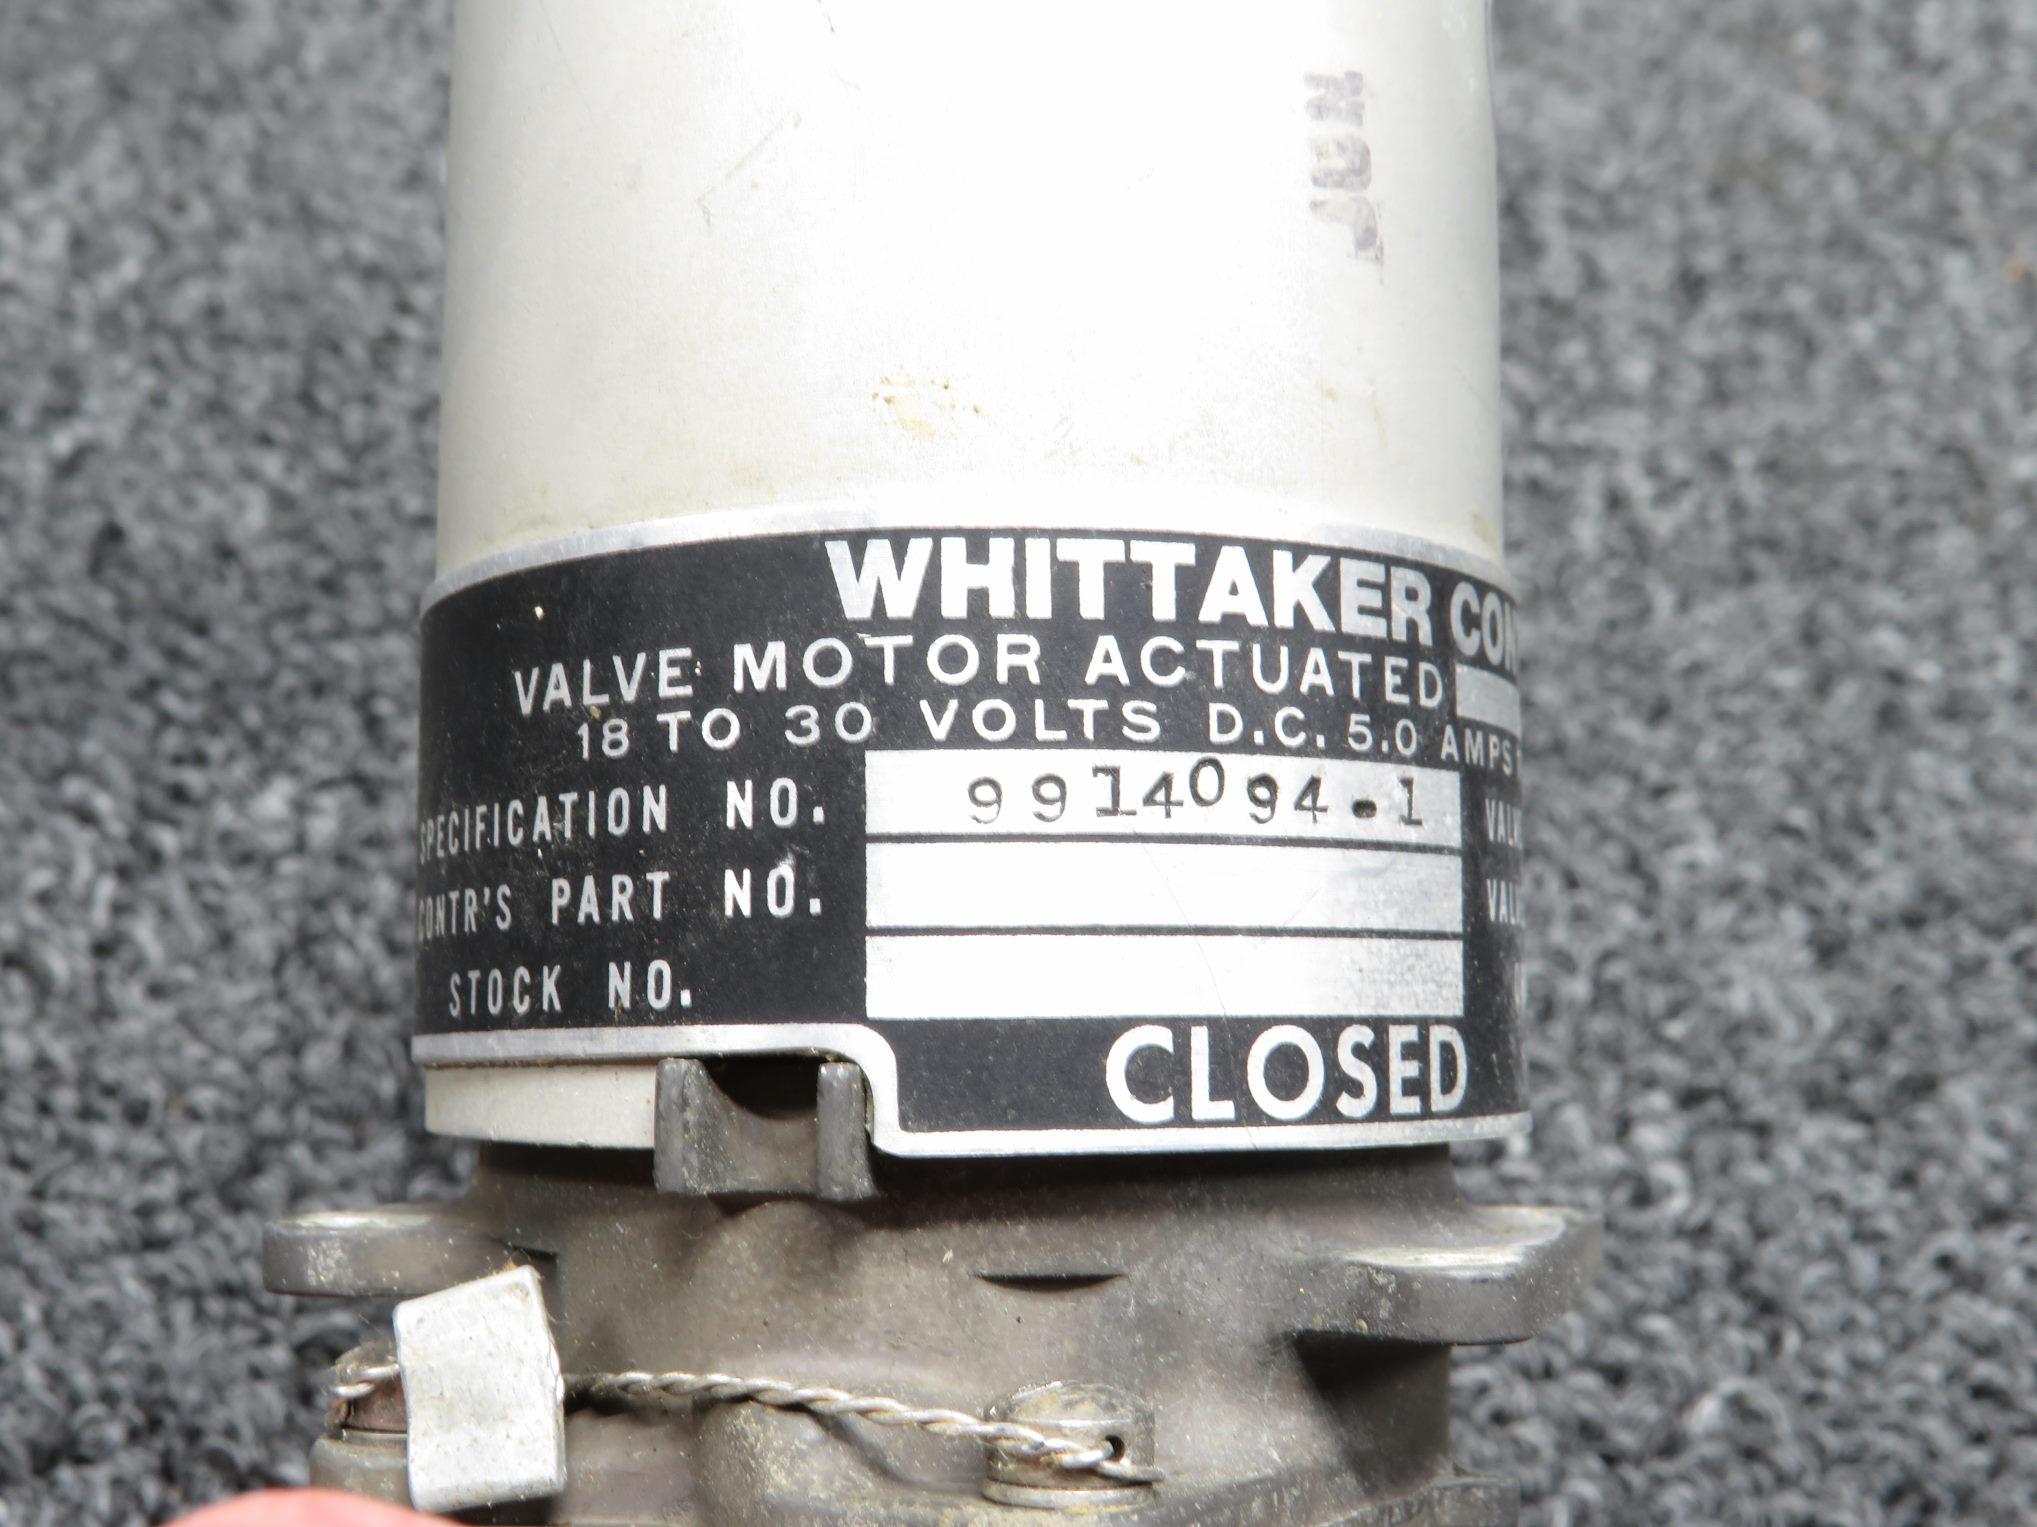 WHITTAKER CON
VALVE MOTOR ACTUATED
18 TO 30 VOLTS D.C. 5.0 AMPS
SPECIFICATION NO. 9914094-1
CONTR'S PART NO.
STOCK NO.
CLOSED